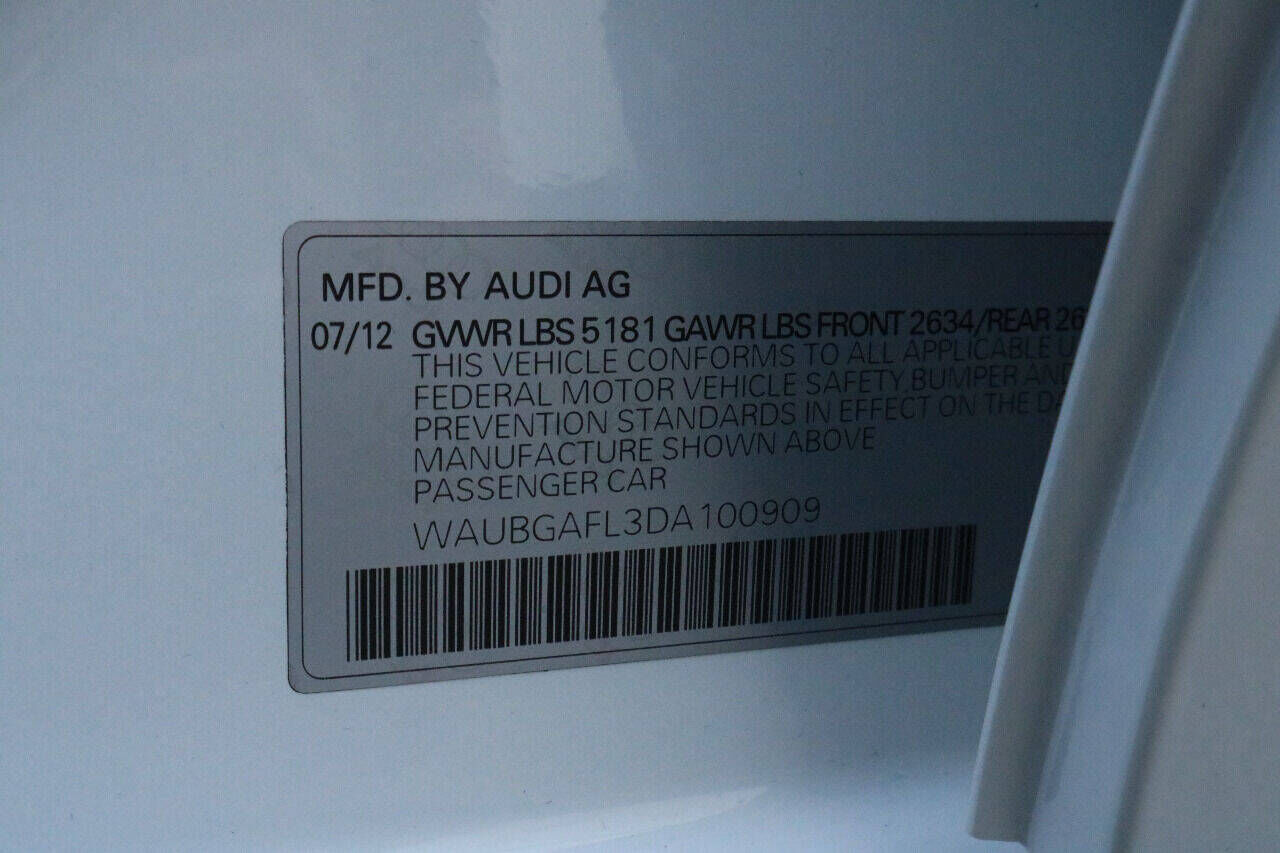 MFD. BY AUDI AG
07/12 GVWR LBS 5181 GAWR LBS FRONT 2634/REAR
THIS VEHICLE CONFORMS TO ALL APPLICABLE
FEDERAL MOTOR VEHICLE SAFETY, BUMPER AND
PREVENTION STANDARDS IN EFFECT ON THE
MANUFACTURE SHOWN ABOVE
PASSENGER CAR
WAUBGAFL3DA100909